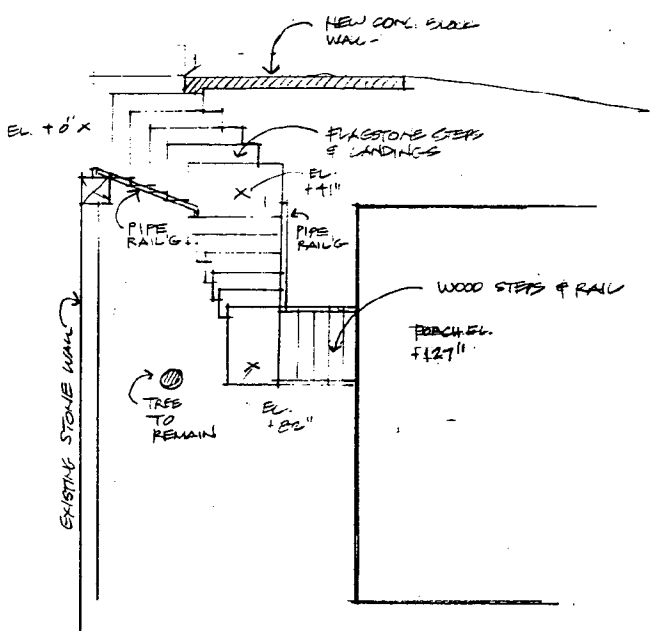 NEW CONC. BLOCK
WALL -
EL. +0" X
FLAGSTONE STEPS
& LANDINGS
EL.
+41"
X
PIPE
RAIL'G
PIPE
RAIL'G
WOOD STEPS & RAIL
PORCH EL.
+127"
X
EL.
+82"
TREE
TO
REMAIN
EXISTING STONE WALL